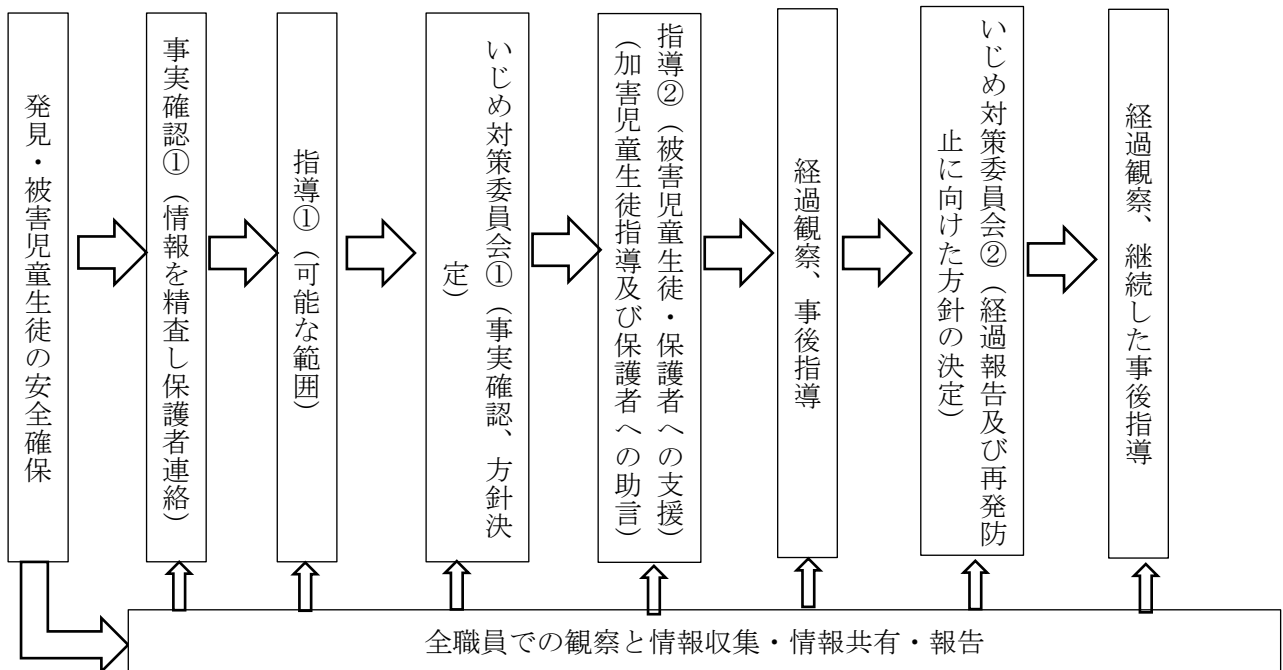 発見・被害児童生徒の安全確保
事実確認①（情報を精査し保護者連絡）
指導①（可能な範囲）
いじめ対策委員会①（事実確認、方針決
定）
指導②（被害児童生徒・保護者への支援）
（加害児童生徒指導及び保護者への助言）
経過観察、事後指導
いじめ対策委員会②（経過報告及び再発防
止に向けた方針の決定）
経過観察、継続した事後指導
全職員での観察と情報収集・情報共有・報告